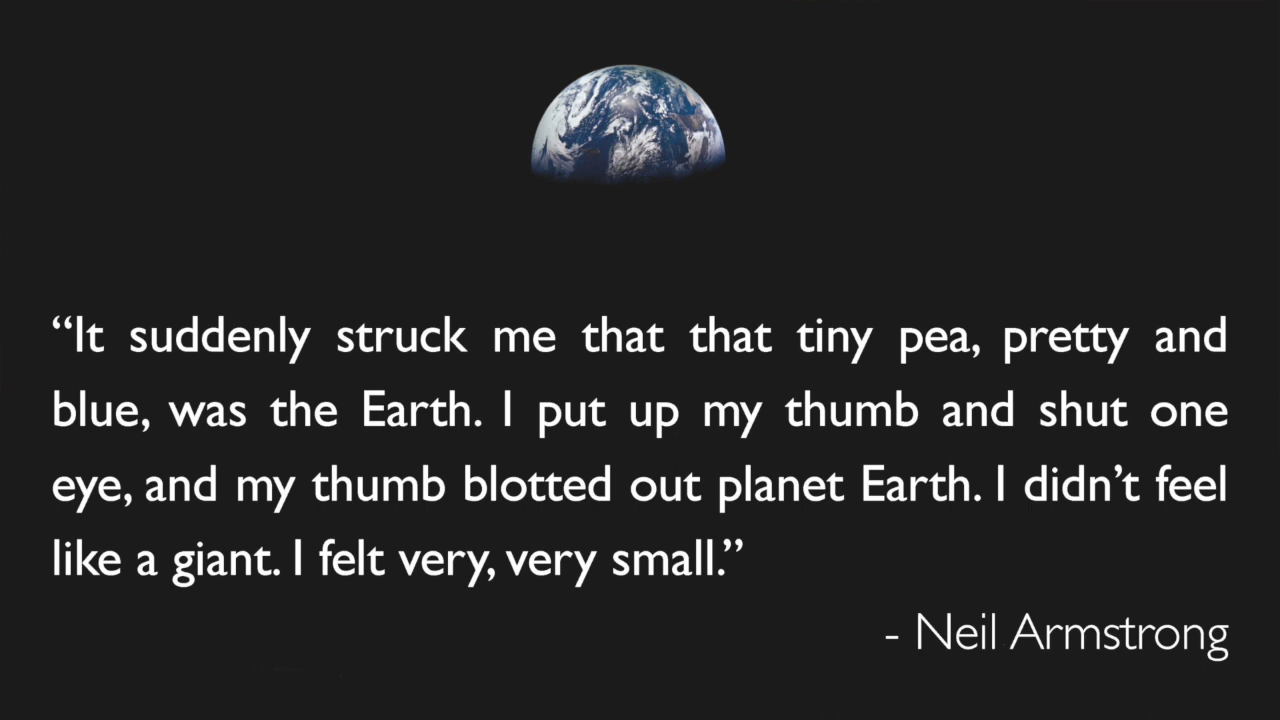 “It suddenly struck me that that tiny pea, pretty and
blue, was the Earth. I put up my thumb and shut one
eye, and my thumb blotted out planet Earth. I didn’t feel
like a giant. I felt very, very small.”
- Neil Armstrong